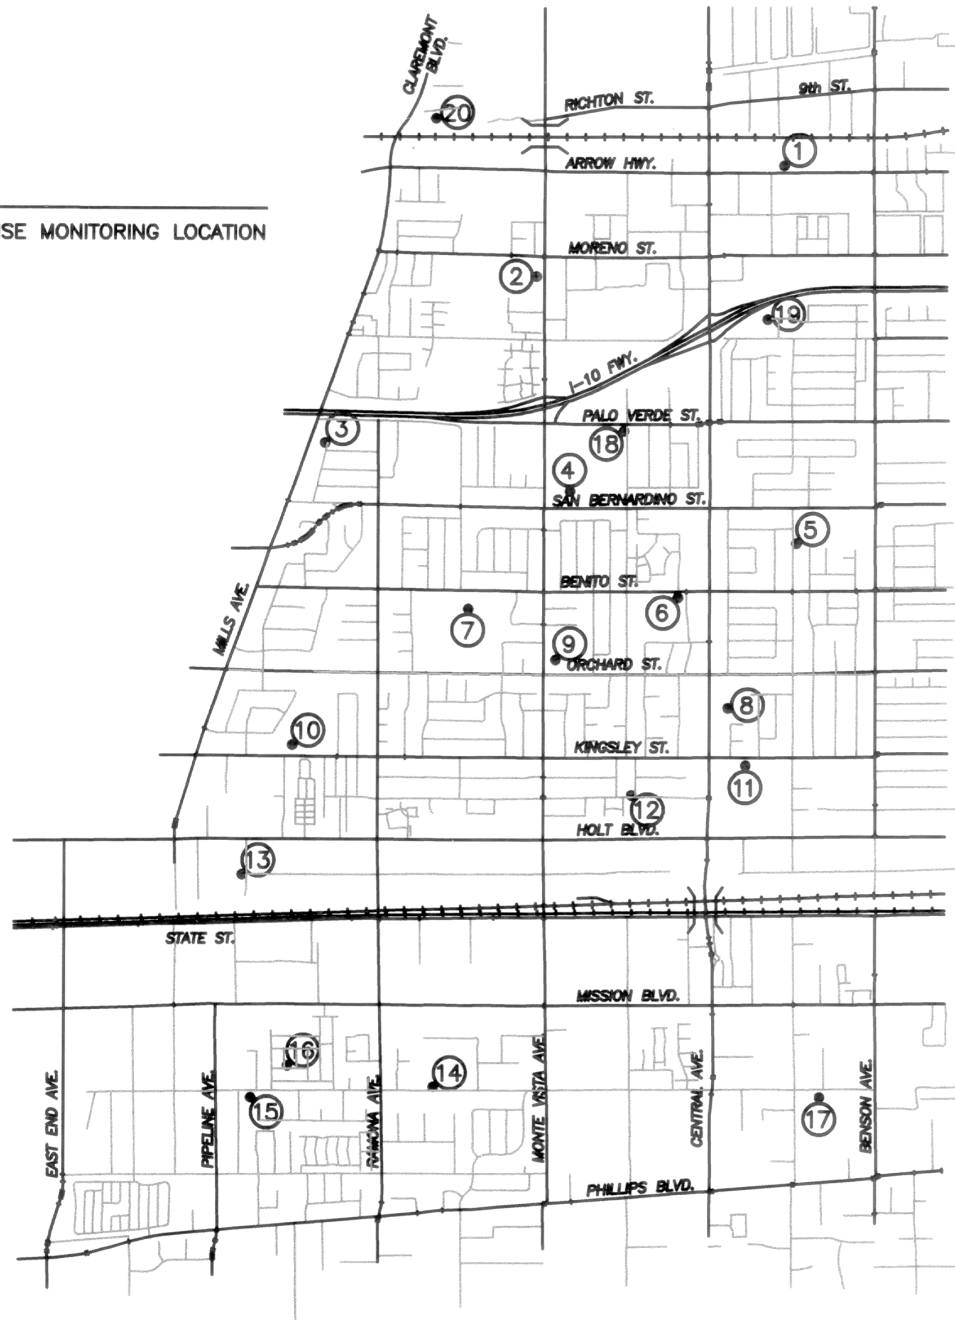 CLAREMONT
BLVD.
RICHTON ST.
9th ST.
20
1
ARROW HWY.
SE MONITORING LOCATION
MORENO ST.
2
19
I-10 FWY.
PALO VERDE ST.
3
18
4
SAN BERNARDINO ST.
5
BENITO ST.
MILLS AVE.
6
7
9
ORCHARD ST.
8
10
KINGSLEY ST.
11
12
HOLT BLVD.
13
STATE ST.
MISSION BLVD.
16
14
15
17
EAST END AVE.
PIPELINE AVE.
RAMONA AVE.
MONTE VISTA AVE.
CENTRAL AVE.
BENSON AVE.
PHILLIPS BLVD.